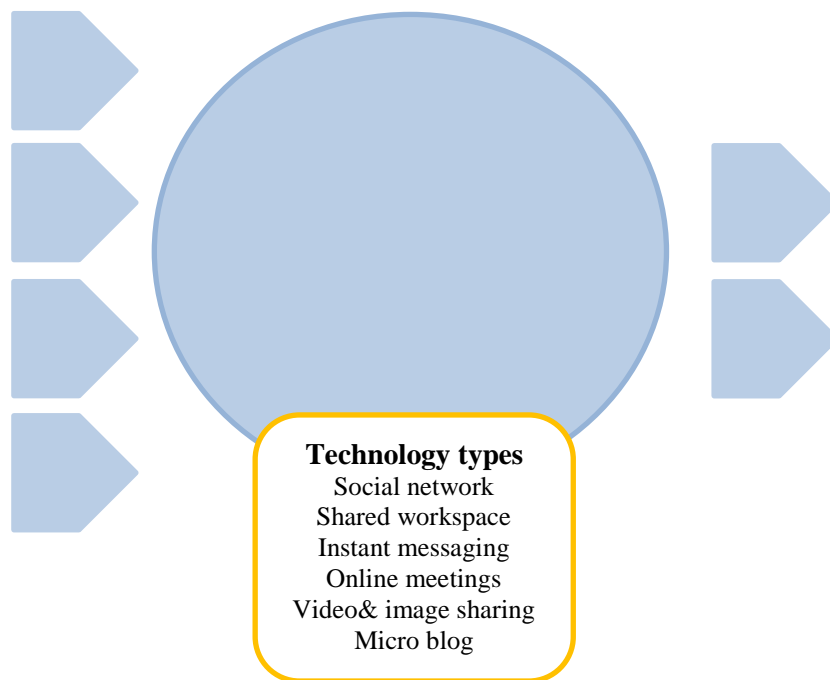 Technology types
Social network
Shared workspace
Instant messaging
Online meetings
Video& image sharing
Micro blog